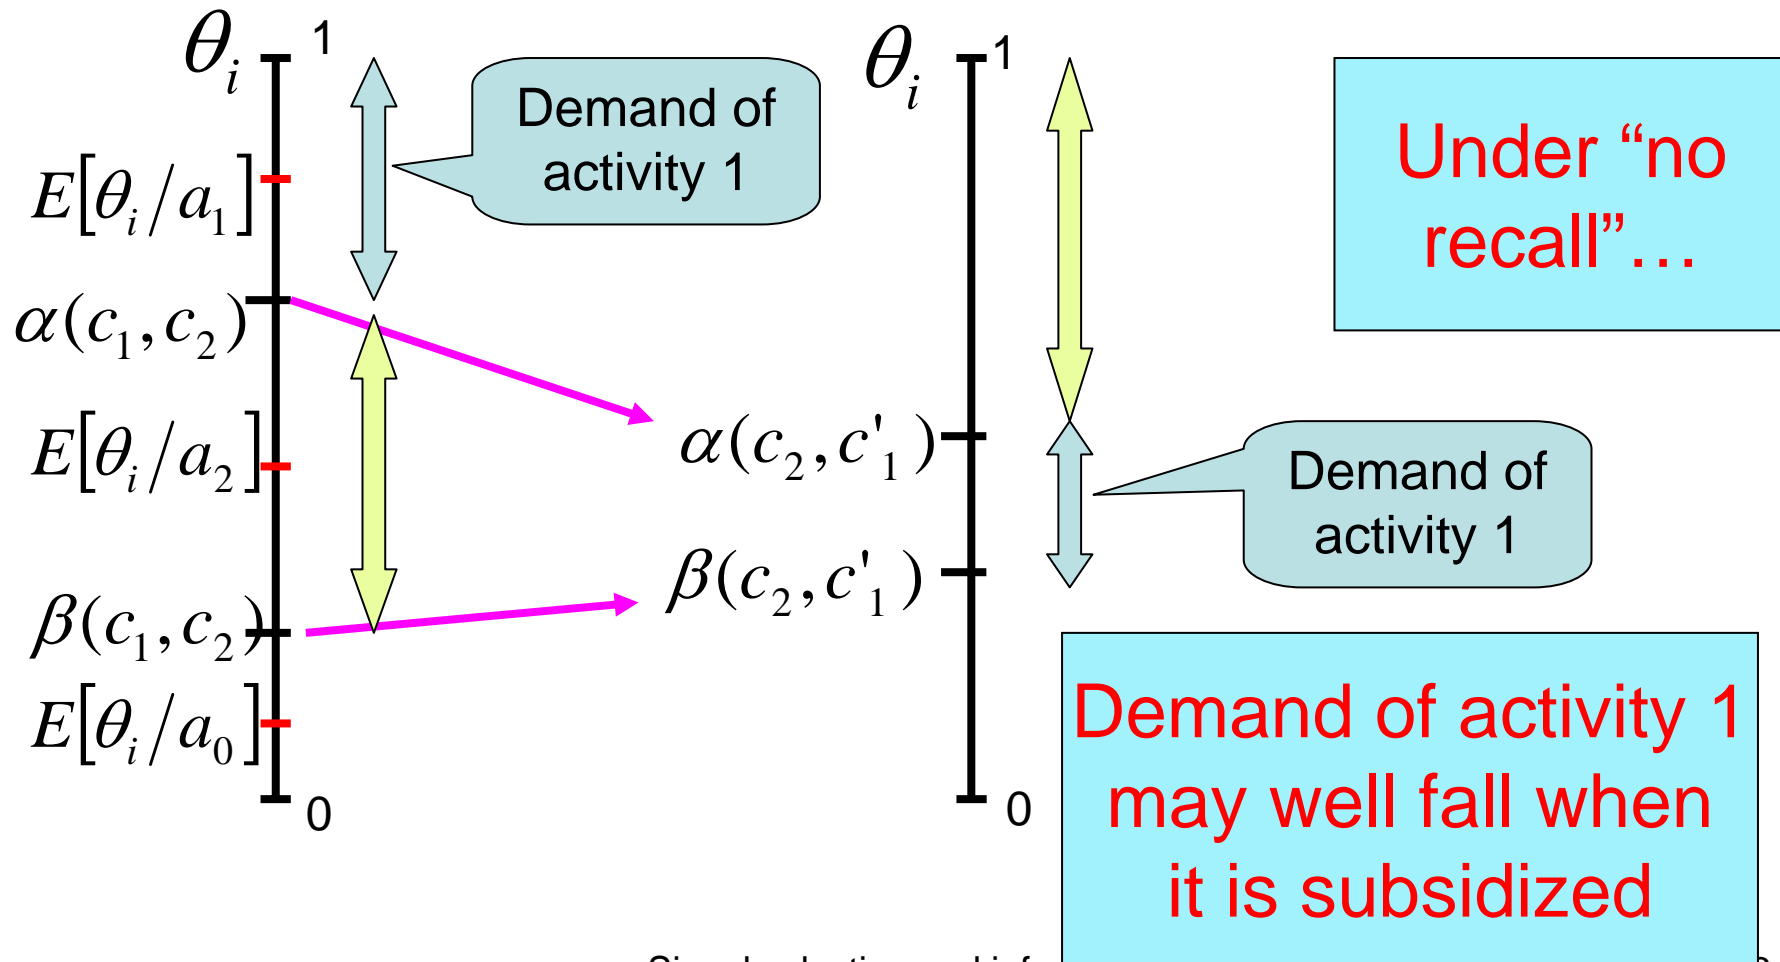 θᵢ
1
Demand of
activity 1
E[θᵢ/a₁]
α(c₁,c₂)
E[θᵢ/a₂]
β(c₁,c₂)
E[θᵢ/a₀]
0
θᵢ
1
α(c₂,c'₁)
β(c₂,c'₁)
0
Demand of
activity 1
Under “no
recall”…
Demand of activity 1
may well fall when
it is subsidized